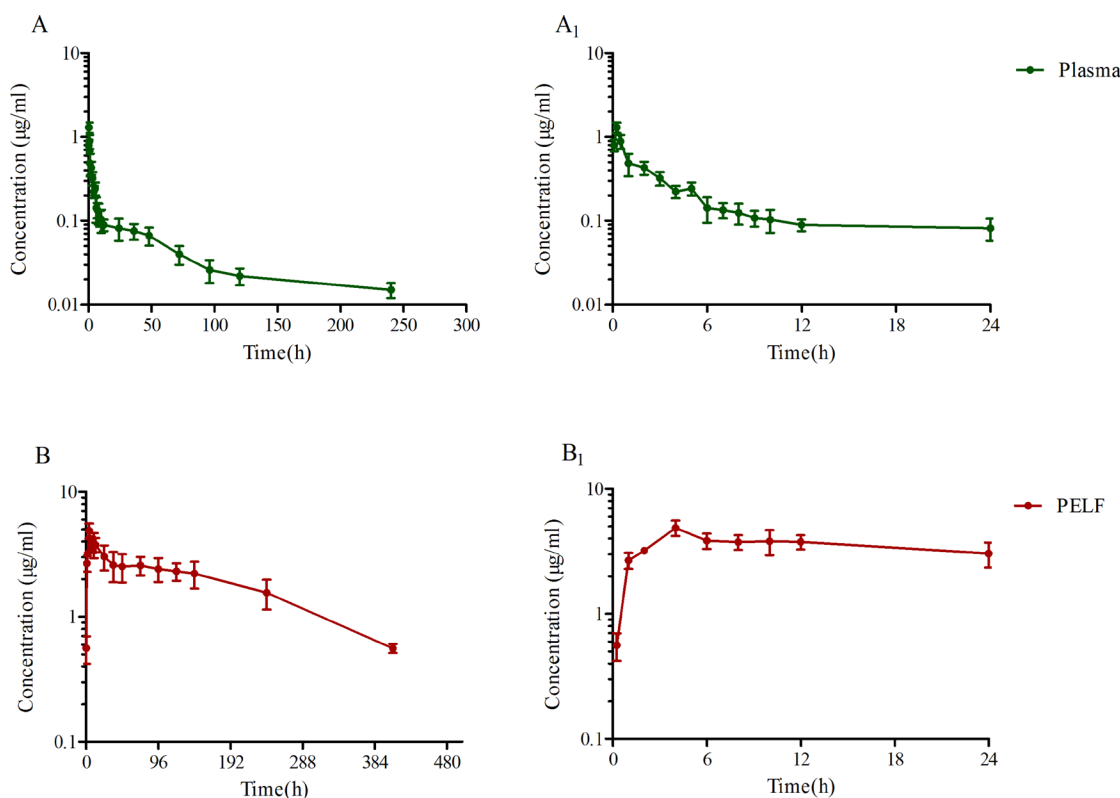 A
Concentration (µg/ml)
10
1
0.1
0.01
0 50 100 150 200 250 300
Time(h)
A1
Concentration (µg/ml)
10
1
0.1
0.01
0 6 12 18 24
Time(h)
Plasma
B
Concentration (µg/ml)
10
1
0.1
0 96 192 288 384 480
Time(h)
B1
Concentration (µg/ml)
10
1
0.1
0 6 12 18 24
Time(h)
PELF